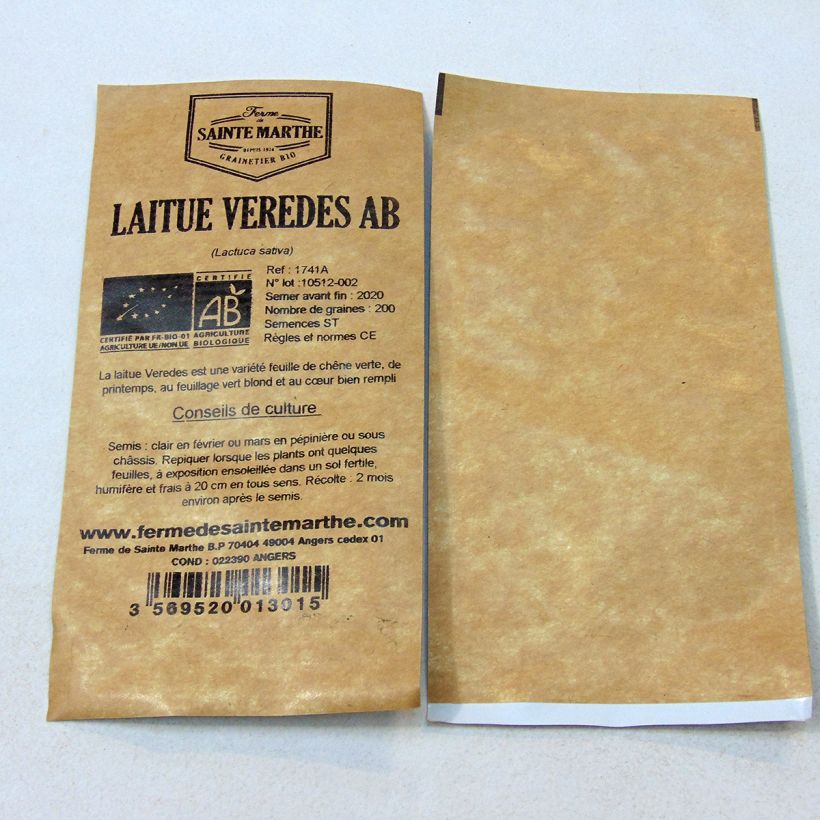 Ferme
de
SAINTE MARTHE
DEPUIS 1974
GRAINETIER BIO
LAITUE VEREDES AB
(Lactuca sativa)
Ref : 1741A
N° lot :10512-002
Semer avant fin : 2020
Nombre de graines : 200
Semences ST
Règles et normes CE
CERTIFIÉ PAR FR-BIO-01
AGRICULTURE UE/NON UE
CERTIFIÉ
AB
AGRICULTURE
BIOLOGIQUE
La laitue Veredes est une variété feuille de chêne verte, de
printemps, au feuillage vert blond et au cœur bien rempli
Conseils de culture
Semis : clair en février ou mars en pépinière ou sous
châssis. Repiquer lorsque les plants ont quelques
feuilles, à exposition ensoleillée dans un sol fertile,
humifère et frais à 20 cm en tous sens. Récolte : 2 mois
environ après le semis.
www.fermedesaintemarthe.com
Ferme de Sainte Marthe B.P 70404 49004 Angers cedex 01
COND : 022390 ANGERS
3 569520 013015